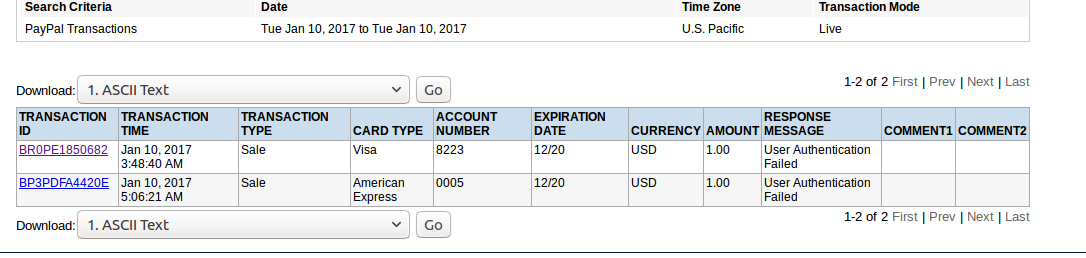 Search Criteria Date Time Zone Transaction Mode
PayPal Transactions Tue Jan 10, 2017 to Tue Jan 10, 2017 U.S. Pacific Live
Download: 1. ASCII Text Go 1-2 of 2 First | Prev | Next | Last
TRANSACTION ID TRANSACTION TIME TRANSACTION TYPE CARD TYPE ACCOUNT NUMBER EXPIRATION DATE CURRENCY AMOUNT RESPONSE MESSAGE COMMENT1 COMMENT2
BR0PE1850682 Jan 10, 2017 3:48:40 AM Sale Visa 8223 12/20 USD 1.00 User Authentication Failed
BP3PDFA4420E Jan 10, 2017 5:06:21 AM Sale American Express 0005 12/20 USD 1.00 User Authentication Failed
Download: 1. ASCII Text Go 1-2 of 2 First | Prev | Next | Last